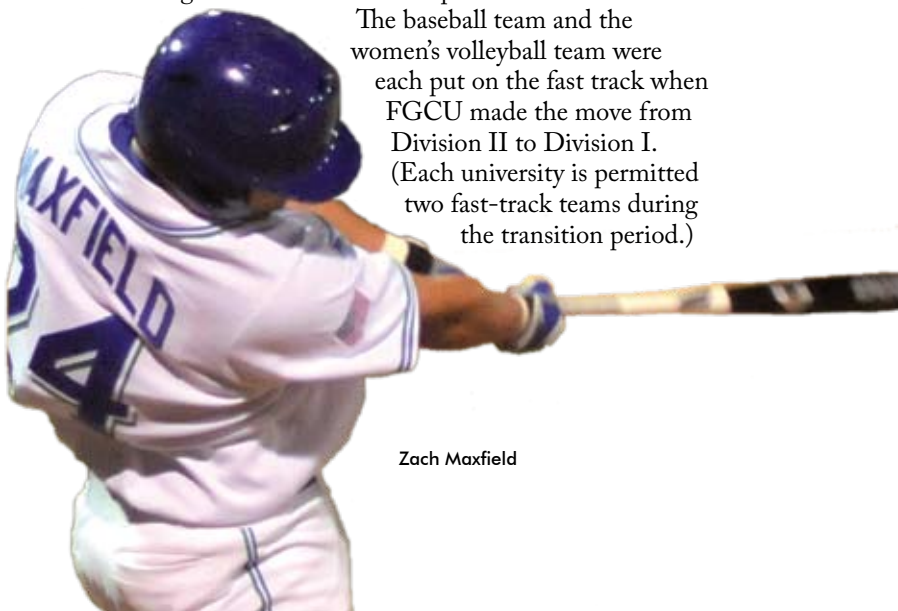 The baseball team and the
women's volleyball team were
each put on the fast track when
FGCU made the move from
Division II to Division I.
(Each university is permitted
two fast-track teams during
the transition period.)
AXFIELD
4
Zach Maxfield